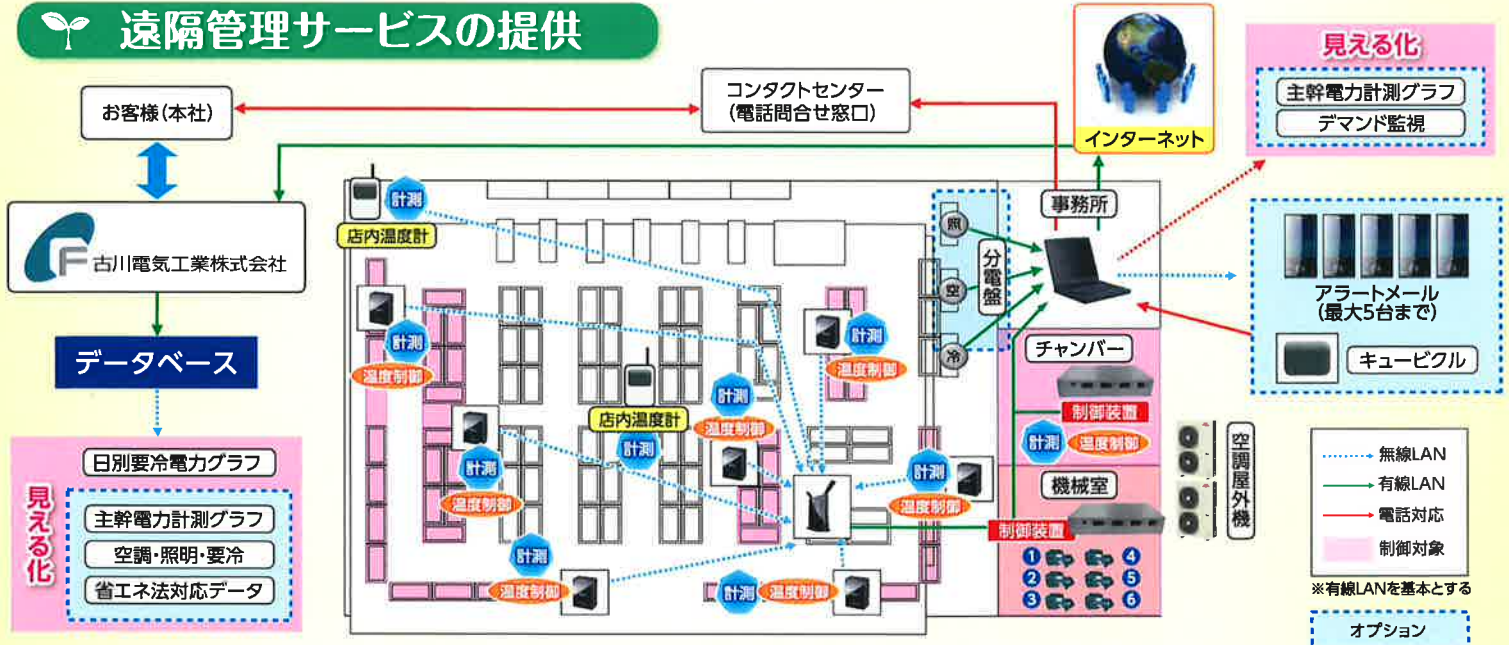 遠隔管理サービスの提供
お客様(本社)
コンタクトセンター
(電話問合せ窓口)
インターネット
見える化
主幹電力計測グラフ
デマンド監視
古川電気工業株式会社
データベース
見える化
日別要冷電力グラフ
主幹電力計測グラフ
空調・照明・要冷
省エネ法対応データ
計測
店内温度計
計測
温度制御
計測
温度制御
店内温度計
計測
計測
温度制御
計測
温度制御
計測
温度制御
計測
温度制御
計測
温度制御
照
空
冷
分電盤
事務所
チャンバー
制御装置
計測
温度制御
機械室
制御装置
1
2
3
4
5
6
空調屋外機
アラートメール
(最大5台まで)
キュービクル
無線LAN
有線LAN
電話対応
制御対象
※有線LANを基本とする
オプション